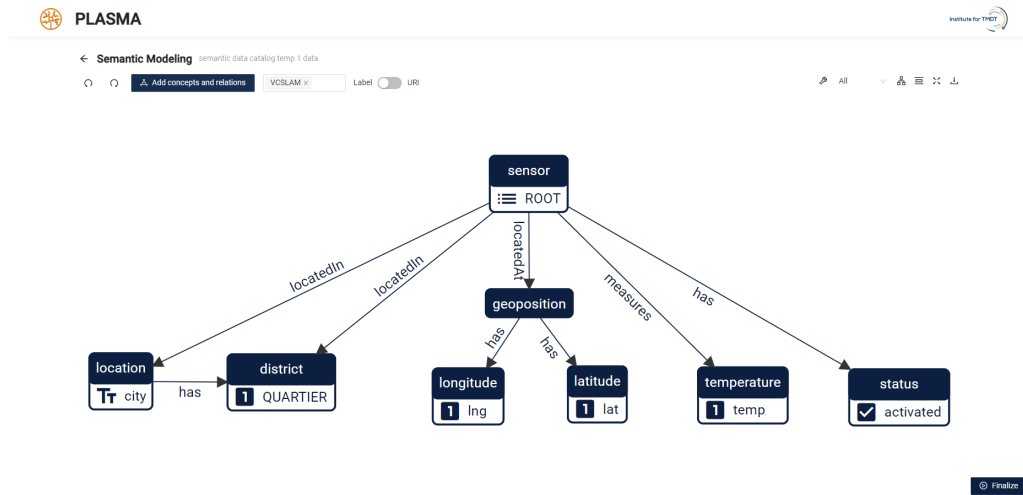 PLASMA
Institute for TMDT
Semantic Modeling semantic data catalog temp 1 data
Add concepts and relations VCSLAM × Label URI All
sensor
ROOT
locatedIn
locatedIn
locatedAt
measures
has
geoposition
has
has
location
city
has
district
1 QUARTIER
longitude
1 lng
latitude
1 lat
temperature
1 temp
status
activated
Finalize